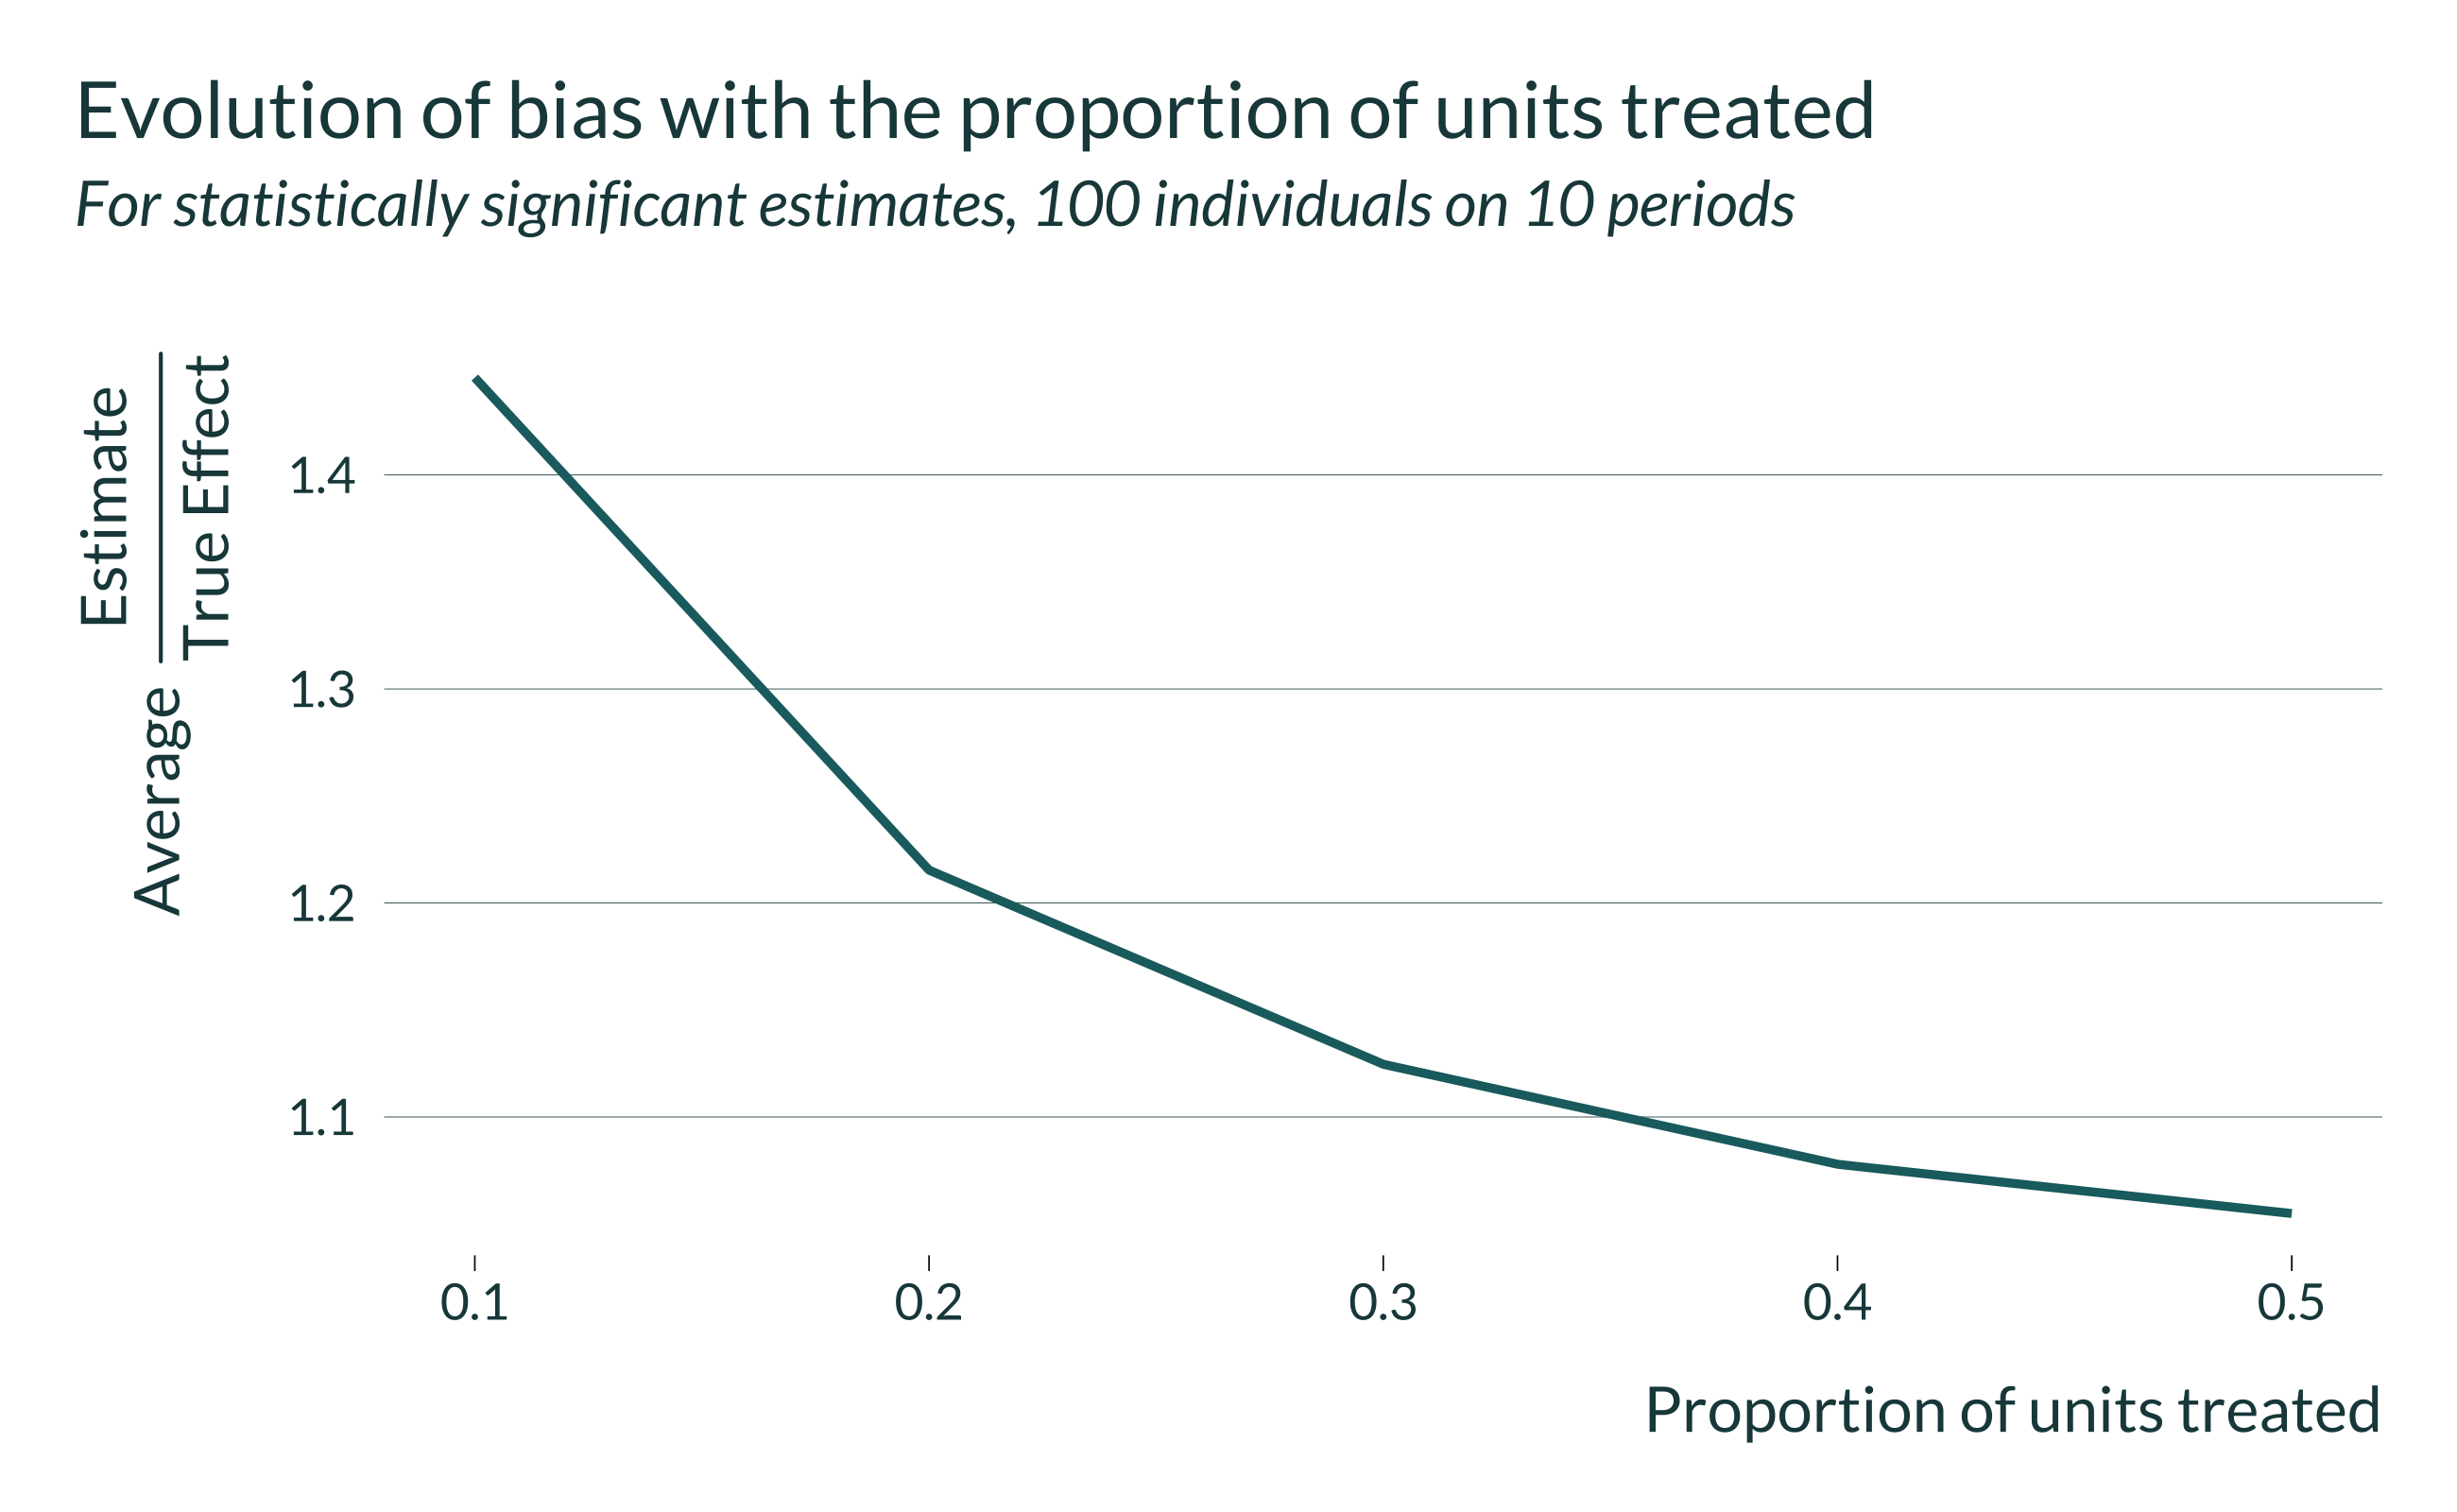 Evolution of bias with the proportion of units treated
For statistically significant estimates, 100 individuals on 10 periods
Average
Estimate
True Effect
1.4
1.3
1.2
1.1
0.1 0.2 0.3 0.4 0.5
Proportion of units treated